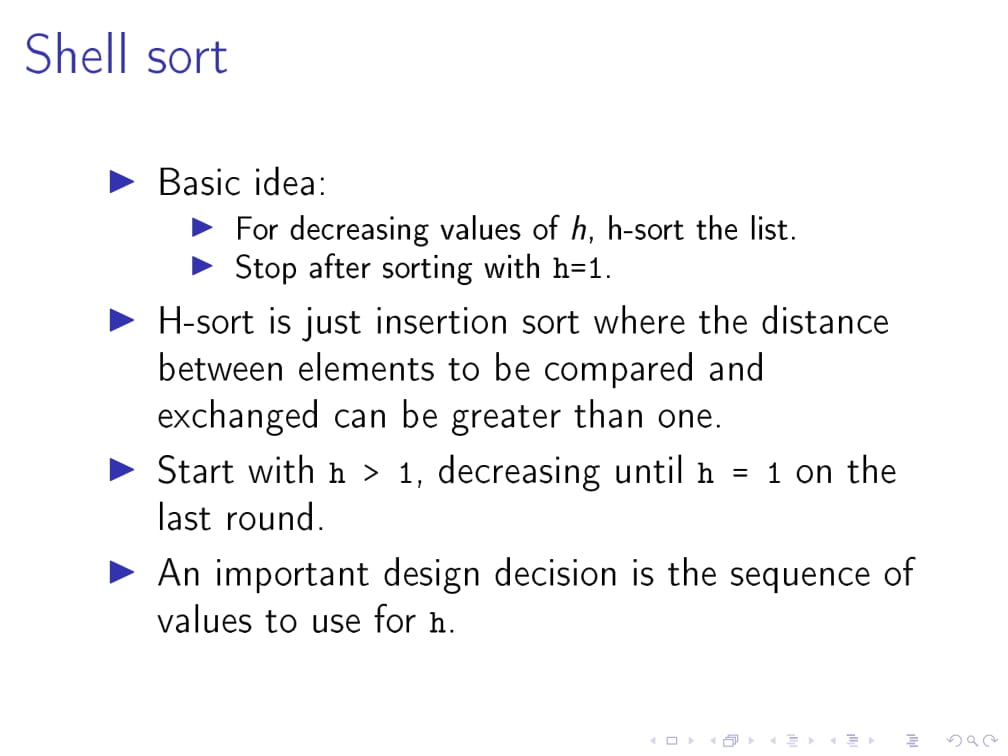 Shell sort
Basic idea:
For decreasing values of h, h-sort the list.
Stop after sorting with h=1.
H-sort is just insertion sort where the distance
between elements to be compared and
exchanged can be greater than one.
Start with h > 1, decreasing until h = 1 on the
last round.
An important design decision is the sequence of
values to use for h.